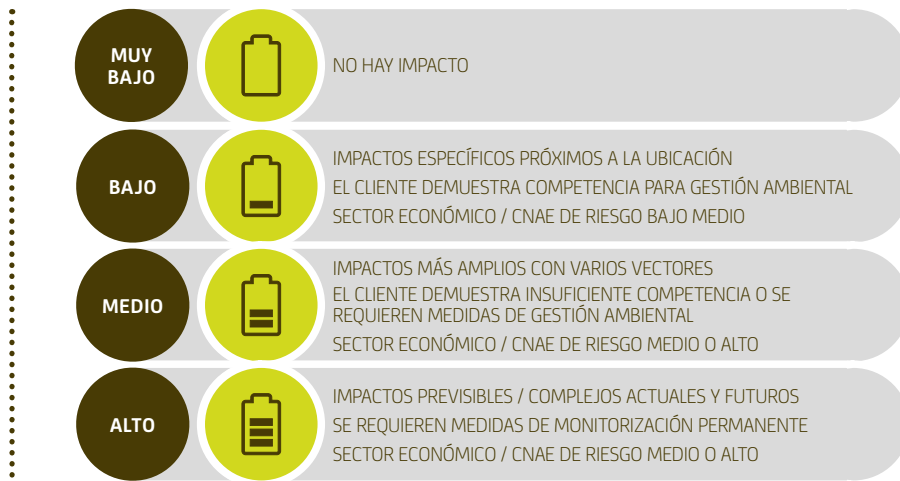 MUY
BAJO
NO HAY IMPACTO
BAJO
IMPACTOS ESPECÍFICOS PRÓXIMOS A LA UBICACIÓN
EL CLIENTE DEMUESTRA COMPETENCIA PARA GESTIÓN AMBIENTAL
SECTOR ECONÓMICO / CNAE DE RIESGO BAJO MEDIO
MEDIO
IMPACTOS MÁS AMPLIOS CON VARIOS VECTORES
EL CLIENTE DEMUESTRA INSUFICIENTE COMPETENCIA O SE
REQUIEREN MEDIDAS DE GESTIÓN AMBIENTAL
SECTOR ECONÓMICO / CNAE DE RIESGO MEDIO O ALTO
ALTO
IMPACTOS PREVISIBLES / COMPLEJOS ACTUALES Y FUTUROS
SE REQUIEREN MEDIDAS DE MONITORIZACIÓN PERMANENTE
SECTOR ECONÓMICO / CNAE DE RIESGO MEDIO O ALTO